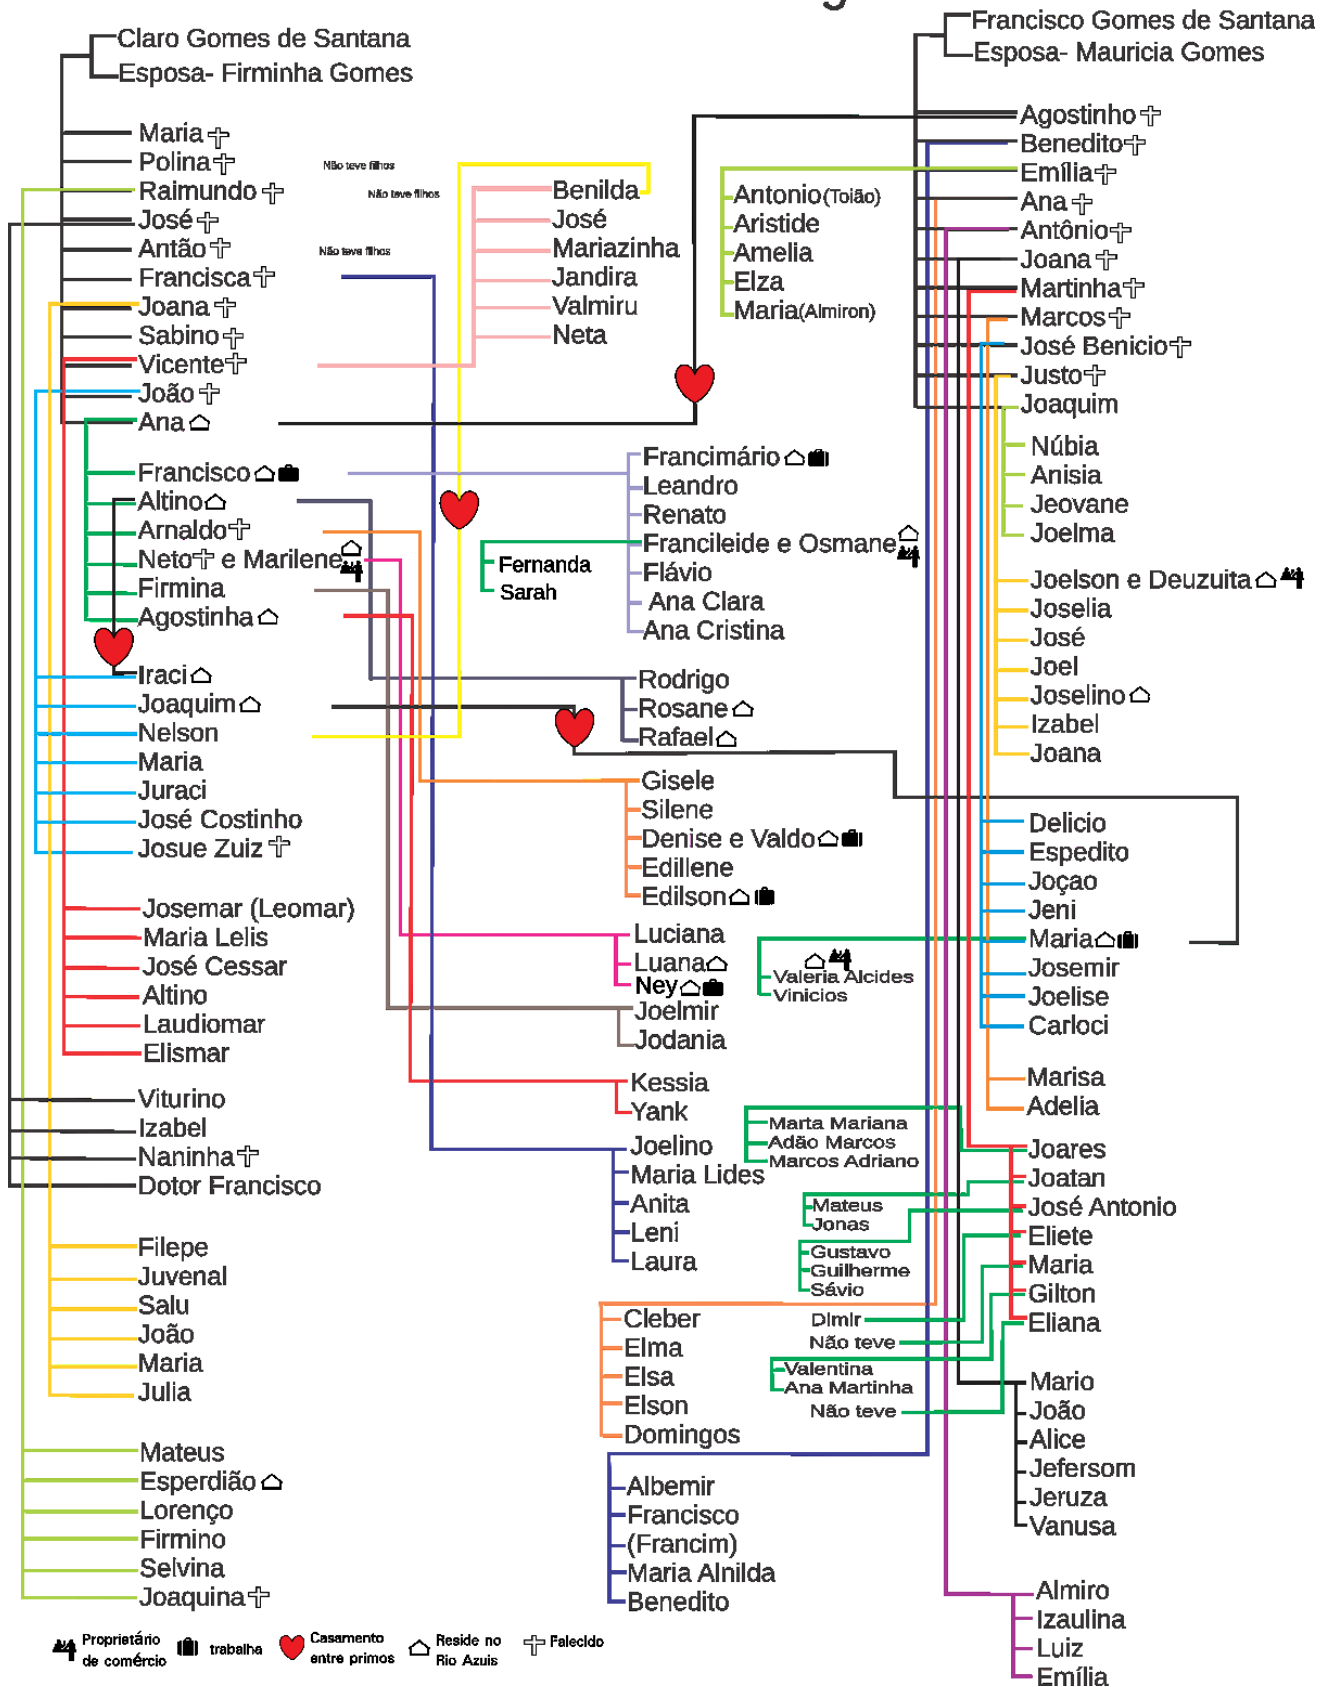 Claro Gomes de Santana
Esposa- Firminha Gomes
Maria
Polina
Raimundo
José
Antão
Francisca
Joana
Sabino
Vicente
João
Ana
Não teve filhos
Não teve filhos
Não teve filhos
Francisco
Altino
Arnaldo
Neto e Marilene
Firmina
Agostinha
Iraci
Joaquim
Nelson
Maria
Juraci
José Costinho
Josue Zuiz
Josemar (Leomar)
Maria Lelis
José Cessar
Altino
Laudiomar
Elismar
Viturino
Izabel
Naninha
Dotor Francisco
Filepe
Juvenal
Salu
João
Maria
Julia
Mateus
Esperdião
Lorenço
Firmino
Selvina
Joaquina
Benilda
José
Mariazinha
Jandira
Valmiru
Neta
Antonio(Toião)
Aristide
Amelia
Elza
Maria(Almiron)
Francimário
Leandro
Renato
Francileide e Osmane
Flávio
Ana Clara
Ana Cristina
Fernanda
Sarah
Rodrigo
Rosane
Rafael
Gisele
Silene
Denise e Valdo
Edillene
Edilson
Luciana
Luana
Ney
Joelmir
Jodania
Kessia
Yank
Joelino
Maria Lides
Anita
Leni
Laura
Cleber
Elma
Elsa
Elson
Domingos
Albemir
Francisco
(Francim)
Maria Alnilda
Benedito
Francisco Gomes de Santana
Esposa- Mauricia Gomes
Agostinho
Benedito
Emília
Ana
Antônio
Joana
Martinha
Marcos
José Benicio
Justo
Joaquim
Núbia
Anisia
Jeovane
Joelma
Joelson e Deuzuita
Joselia
José
Joel
Joselino
Izabel
Joana
Delicio
Espedito
Joçao
Jeni
Maria
Josemir
Joelise
Carloci
Valeria Alcides
Vinicios
Marisa
Adelia
Joares
Joatan
José Antonio
Eliete
Maria
Gilton
Eliana
Marta Mariana
Adão Marcos
Marcos Adriano
Mateus
Jonas
Gustavo
Guilherme
Sávio
Dimir
Não teve
Valentina
Ana Martinha
Não teve
Mario
João
Alice
Jefersom
Jeruza
Vanusa
Almiro
Izaulina
Luiz
Emília
Proprietário
de comércio
trabalha
Casamento
entre primos
Reside no
Rio Azuis
Falecido